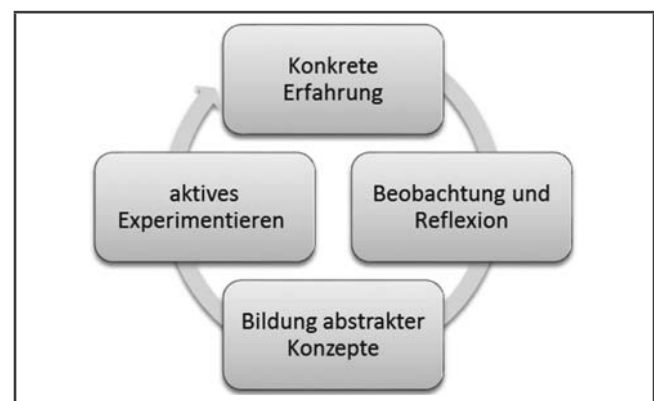 Konkrete
Erfahrung
Beobachtung und
Reflexion
Bildung abstrakter
Konzepte
aktives
Experimentieren